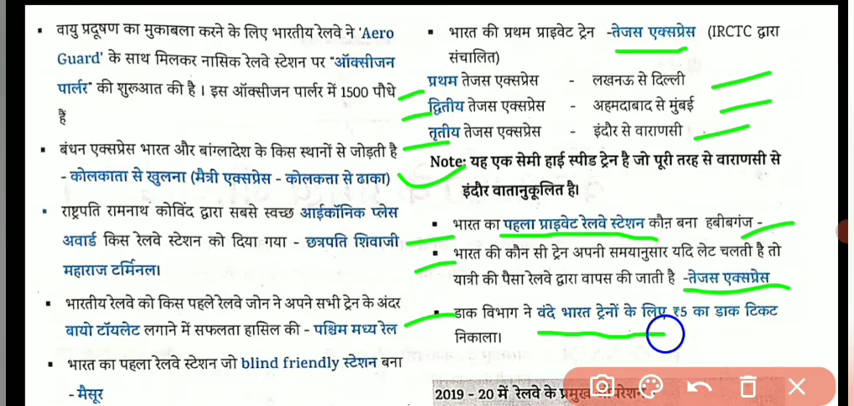 ▪ वायु प्रदूषण का मुकाबला करने के लिए भारतीय रेलवे ने 'Aero
Guard' के साथ मिलकर नासिक रेलवे स्टेशन पर "ऑक्सीजन
पार्लर" की शुरुआत की है। इस ऑक्सीजन पार्लर में 1500 पौधे
हैं
▪ बंधन एक्सप्रेस भारत और बांग्लादेश के किस स्थानों से जोड़ती है
- कोलकाता से खुलना (मैत्री एक्सप्रेस - कोलकत्ता से ढाका)
▪ राष्ट्रपति रामनाथ कोविंद द्वारा सबसे स्वच्छ आईकॉनिक प्लेस
अवार्ड किस रेलवे स्टेशन को दिया गया - छत्रपति शिवाजी
महाराज टर्मिनल।
▪ भारतीय रेलवे को किस पहले रेलवे जोन ने अपने सभी ट्रेन के अंदर
बायो टॉयलेट लगाने में सफलता हासिल की - पश्चिम मध्य रेल
▪ भारत का पहला रेलवे स्टेशन जो blind friendly स्टेशन बना
- मैसूर
▪ भारत की प्रथम प्राइवेट ट्रेन -तेजस एक्सप्रेस (IRCTC द्वारा
संचालित)
प्रथम तेजस एक्सप्रेस - लखनऊ से दिल्ली
द्वितीय तेजस एक्सप्रेस - अहमदाबाद से मुंबई
तृतीय तेजस एक्सप्रेस - इंदौर से वाराणसी
Note: यह एक सेमी हाई स्पीड ट्रेन है जो पूरी तरह से वाराणसी से
इंदौर वातानुकूलित है।
▪ भारत का पहला प्राइवेट रेलवे स्टेशन कौन बना हबीबगंज -
▪ भारत की कौन सी ट्रेन अपनी समयानुसार यदि लेट चलती है तो
यात्री की पैसा रेलवे द्वारा वापस की जाती है -तेजस एक्सप्रेस
▪ डाक विभाग ने वंदे भारत ट्रेनों के लिए ₹5 का डाक टिकट
निकाला।
2019 - 20 में रेलवे के प्रमुख